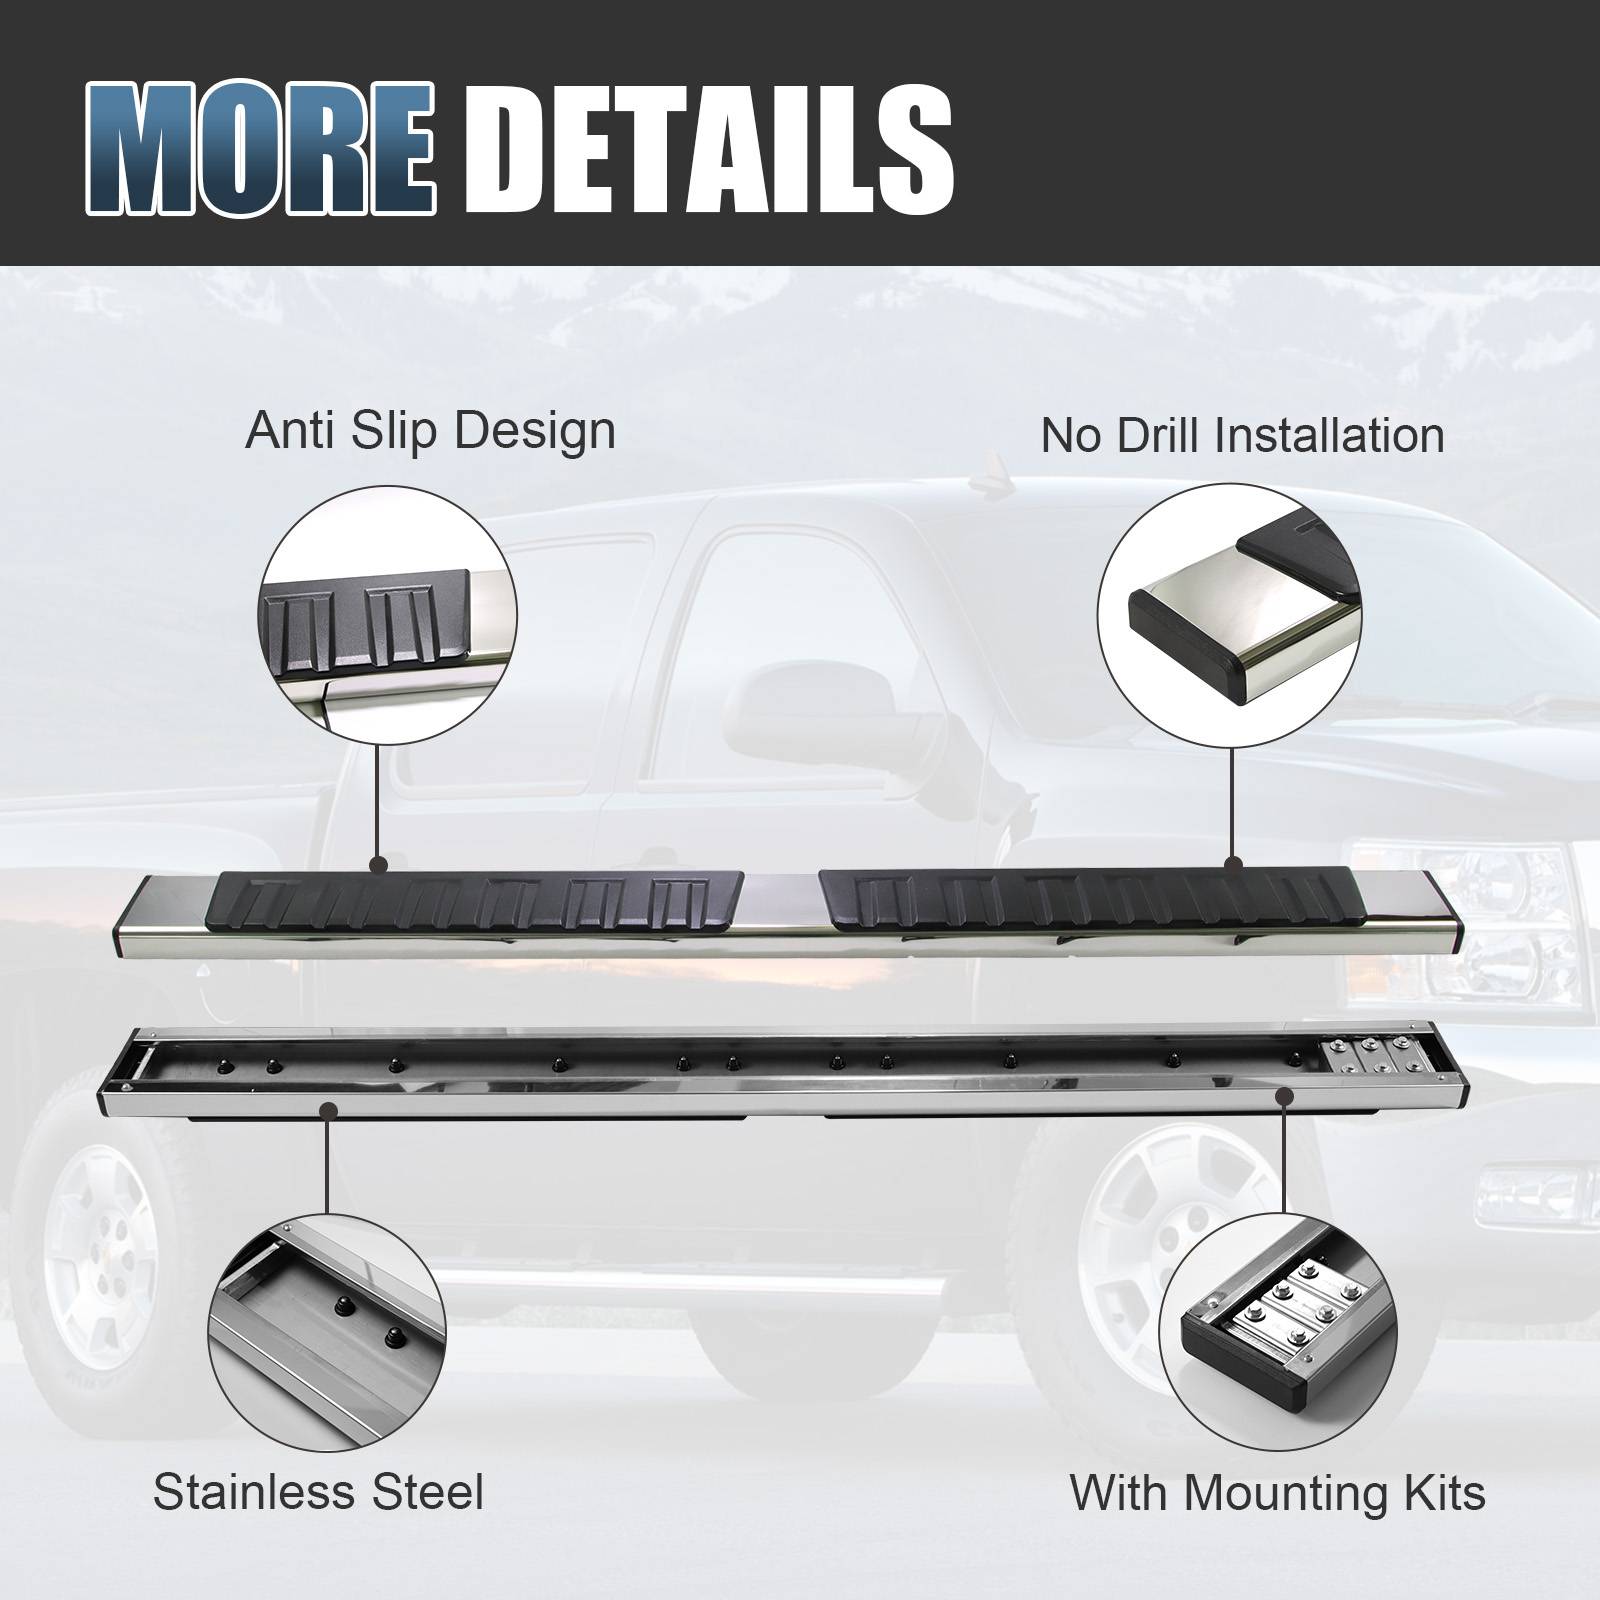 MORE DETAILS
Anti Slip Design
No Drill Installation
Stainless Steel
With Mounting Kits